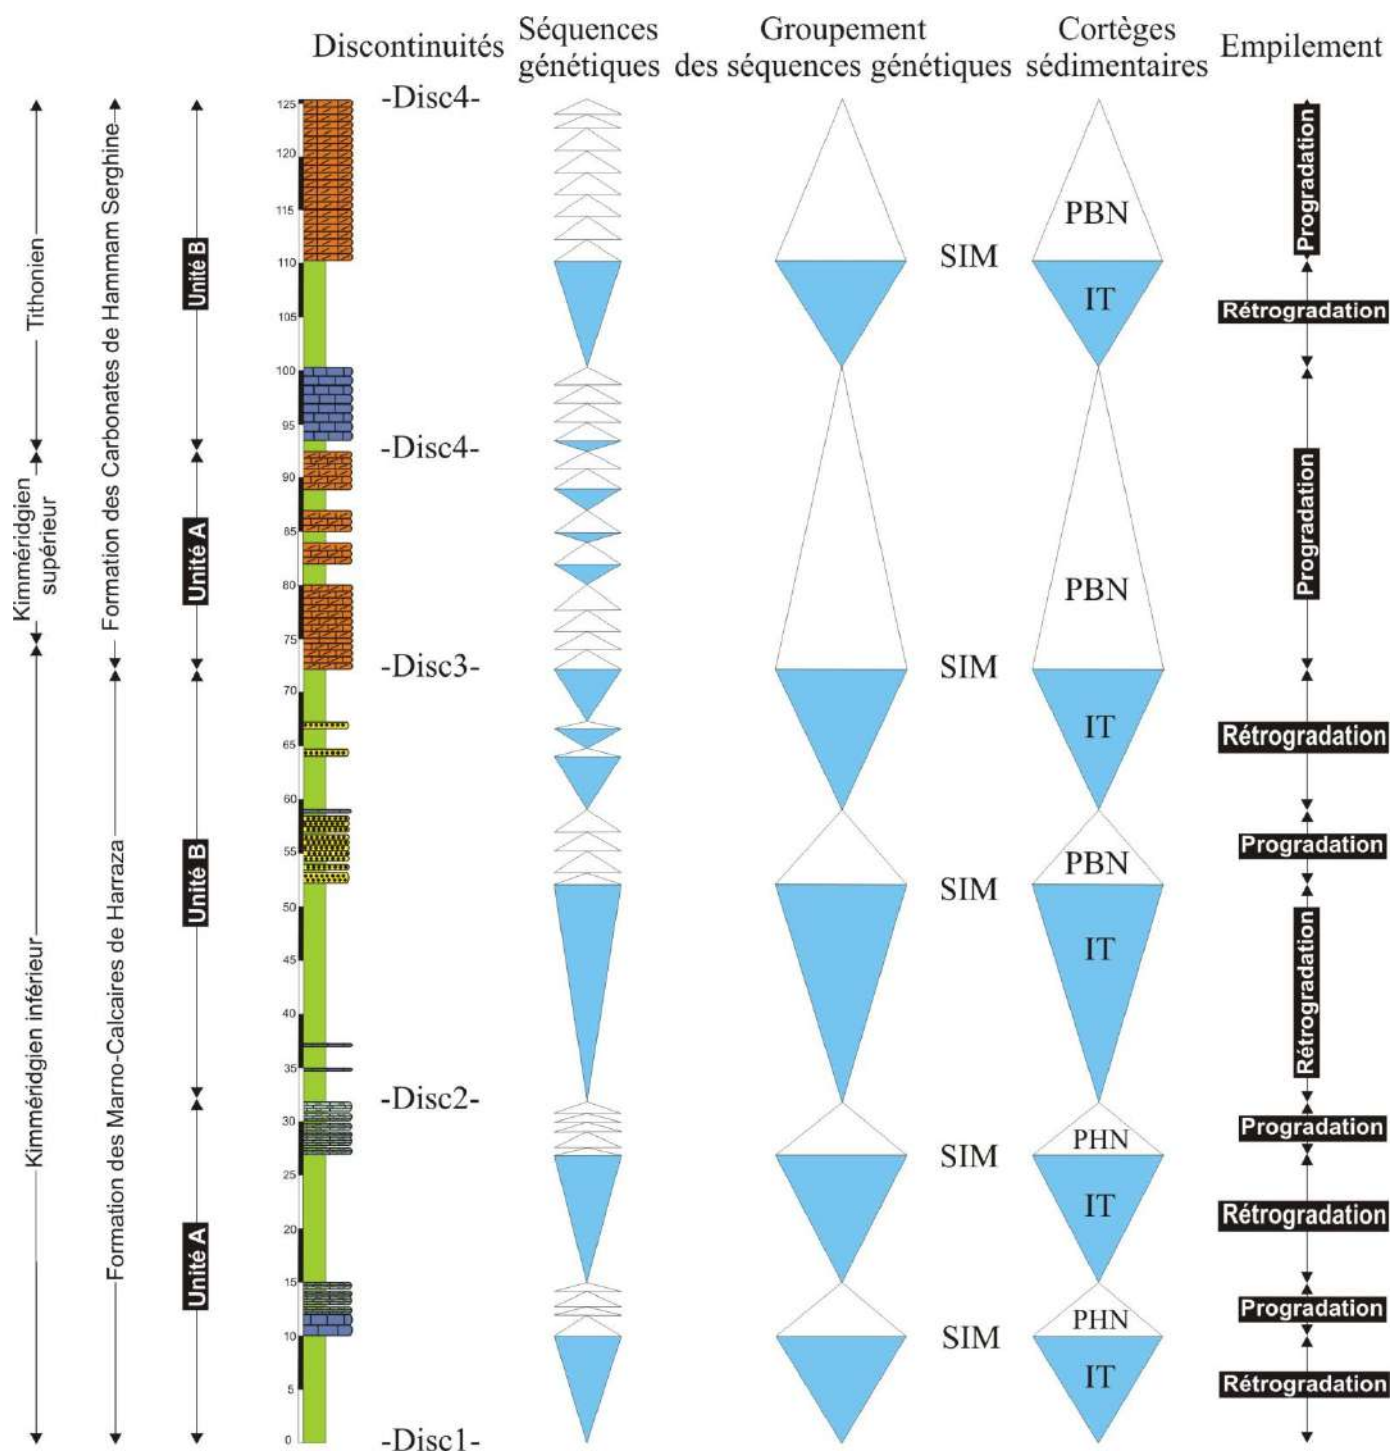 Discontinuités
Séquences
génétiques
Groupement
des séquences génétiques
Cortèges
sédimentaires
Empilement
Tithonien
Kimméridgien
supérieur
Kimméridgien inférieur
Formation des Carbonates de Hammam Serghine
Formation des Marno-Calcaires de Harraza
Unité B
Unité A
Unité B
Unité A
125
120
115
110
105
100
95
90
85
80
75
70
65
60
55
50
45
40
35
30
25
20
15
10
5
0
-Disc4-
-Disc4-
-Disc3-
-Disc2-
-Disc1-
SIM
SIM
SIM
SIM
SIM
PBN
IT
PBN
IT
PBN
IT
PHN
IT
PHN
IT
Progradation
Rétrogradation
Progradation
Rétrogradation
Progradation
Rétrogradation
Progradation
Rétrogradation
Progradation
Rétrogradation